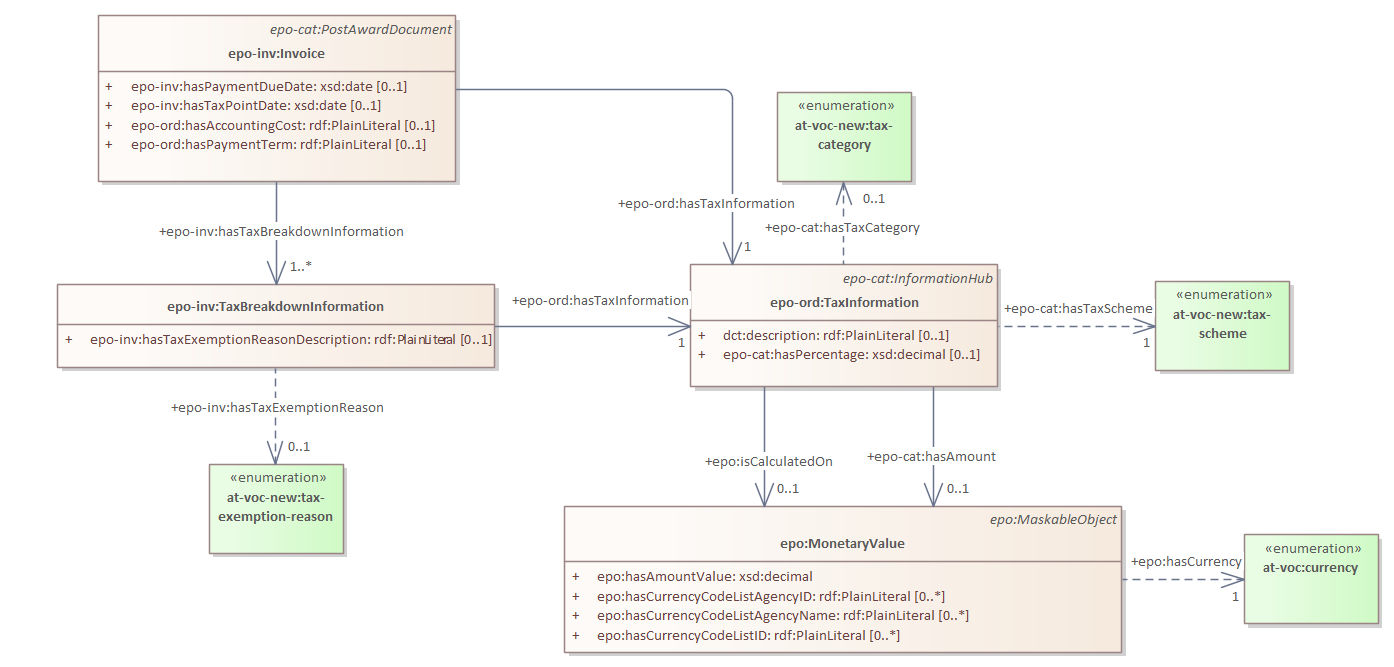 epo-cat:PostAwardDocument
epo-inv:Invoice
+ epo-inv:hasPaymentDueDate: xsd:date [0..1]
+ epo-inv:hasTaxPointDate: xsd:date [0..1]
+ epo-ord:hasAccountingCost: rdf:PlainLiteral [0..1]
+ epo-ord:hasPaymentTerm: rdf:PlainLiteral [0..1]
«enumeration»
at-voc-new:tax-
category
0..1
+epo-cat:hasTaxCategory
+epo-ord:hasTaxInformation
1
+epo-inv:hasTaxBreakdownInformation
1..*
epo-inv:TaxBreakdownInformation
+ epo-inv:hasTaxExemptionReasonDescription: rdf:PlainLiteral [0..1]
+epo-ord:hasTaxInformation
1
epo-cat:InformationHub
epo-ord:TaxInformation
+ dct:description: rdf:PlainLiteral [0..1]
+ epo-cat:hasPercentage: xsd:decimal [0..1]
+epo-cat:hasTaxScheme
1
«enumeration»
at-voc-new:tax-
scheme
+epo-inv:hasTaxExemptionReason
0..1
«enumeration»
at-voc-new:tax-
exemption-reason
+epo:isCalculatedOn
0..1
+epo-cat:hasAmount
0..1
epo:MaskableObject
epo:MonetaryValue
+ epo:hasAmountValue: xsd:decimal
+ epo:hasCurrencyCodeListAgencyID: rdf:PlainLiteral [0..*]
+ epo:hasCurrencyCodeListAgencyName: rdf:PlainLiteral [0..*]
+ epo:hasCurrencyCodeListID: rdf:PlainLiteral [0..*]
+epo:hasCurrency
1
«enumeration»
at-voc:currency